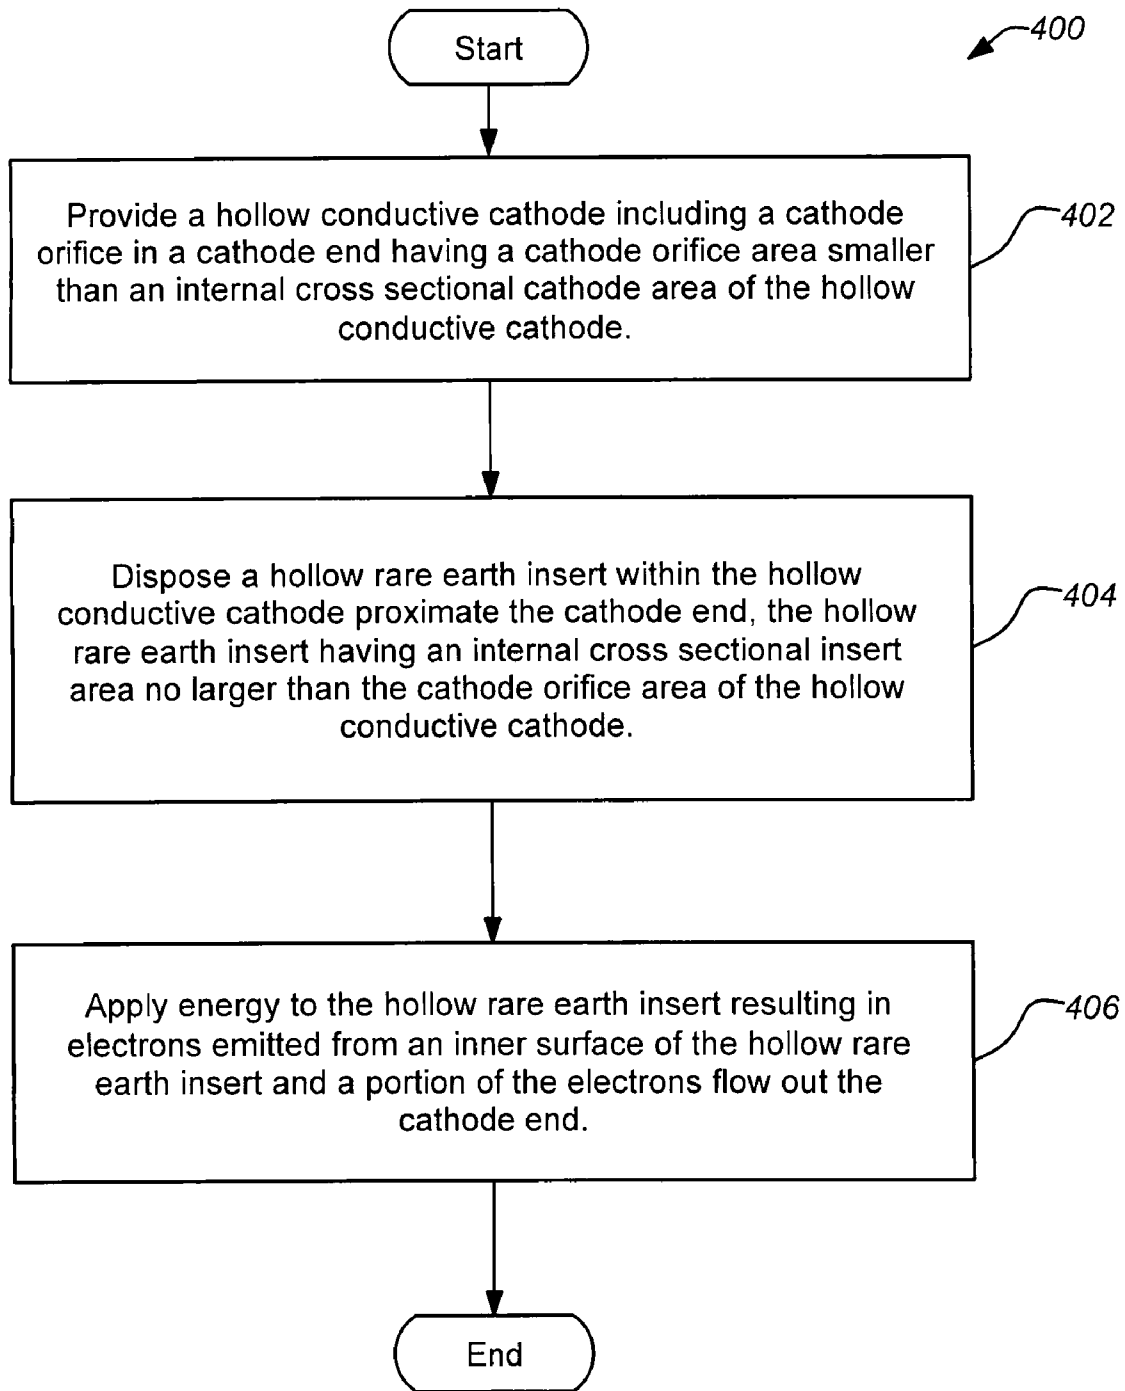 Start
400
Provide a hollow conductive cathode including a cathode
orifice in a cathode end having a cathode orifice area smaller
than an internal cross sectional cathode area of the hollow
conductive cathode.
402
Dispose a hollow rare earth insert within the hollow
conductive cathode proximate the cathode end, the hollow
rare earth insert having an internal cross sectional insert
area no larger than the cathode orifice area of the hollow
conductive cathode.
404
Apply energy to the hollow rare earth insert resulting in
electrons emitted from an inner surface of the hollow rare
earth insert and a portion of the electrons flow out the
cathode end.
406
End